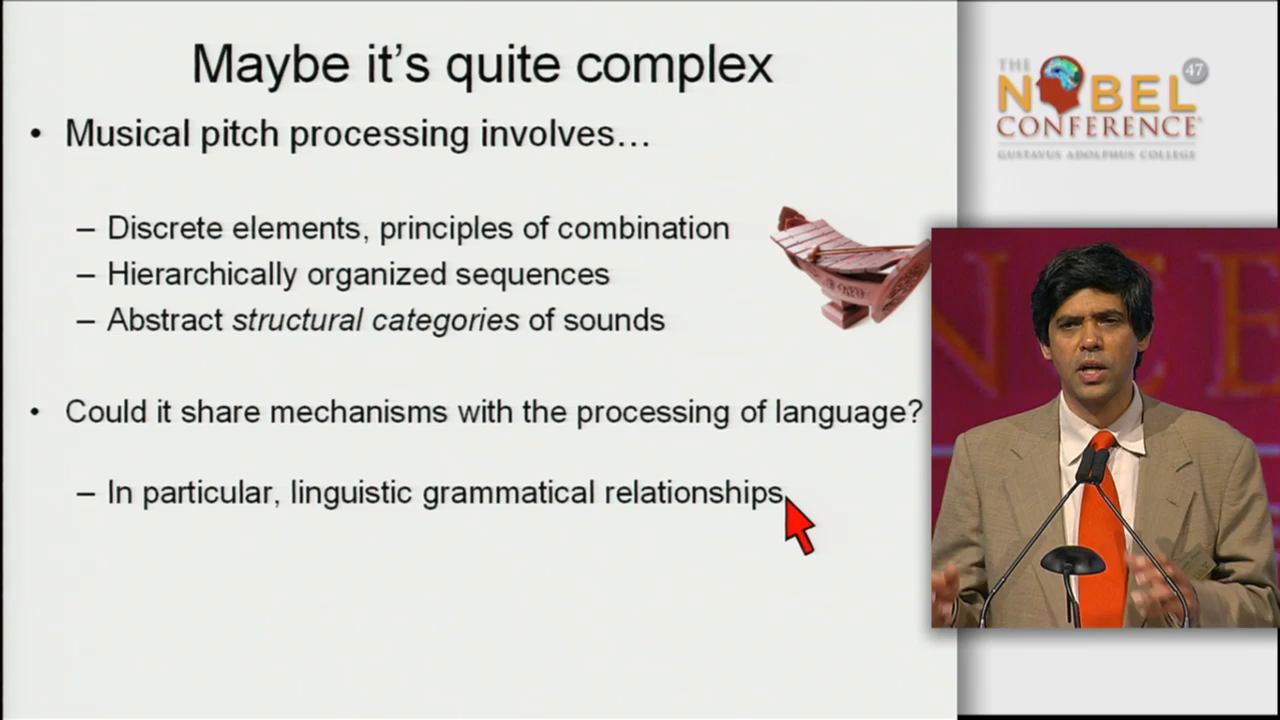 Maybe it's quite complex
• Musical pitch processing involves…
– Discrete elements, principles of combination
– Hierarchically organized sequences
– Abstract structural categories of sounds
• Could it share mechanisms with the processing of language?
– In particular, linguistic grammatical relationships
THE
NOBEL
47
CONFERENCE
GUSTAVUS ADOLPHUS COLLEGE